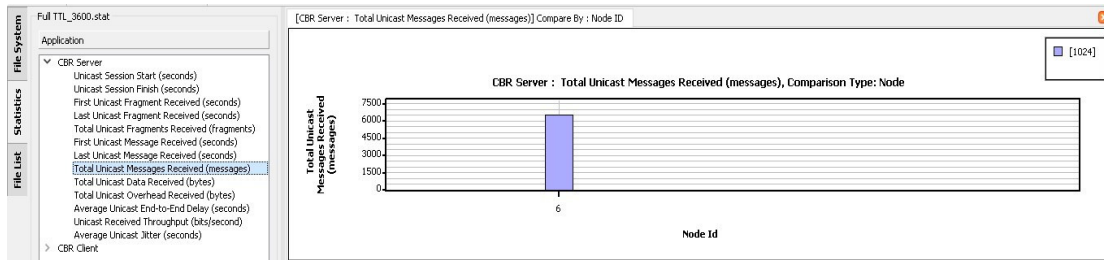 Full TTL_3600.stat
Application
CBR Server
Unicast Session Start (seconds)
Unicast Session Finish (seconds)
First Unicast Fragment Received (seconds)
Last Unicast Fragment Received (seconds)
Total Unicast Fragments Received (fragments)
First Unicast Message Received (seconds)
Last Unicast Message Received (seconds)
Total Unicast Messages Received (messages)
Total Unicast Data Received (bytes)
Total Unicast Overhead Received (bytes)
Average Unicast End-to-End Delay (seconds)
Unicast Received Throughput (bits/second)
Average Unicast Jitter (seconds)
CBR Client
File System
Statistics
File List
[CBR Server : Total Unicast Messages Received (messages)] Compare By : Node ID
[1024]
CBR Server : Total Unicast Messages Received (messages), Comparison Type: Node
Total Unicast
Messages Received
(messages)
7500
6000
4500
3000
1500
0
6
Node Id